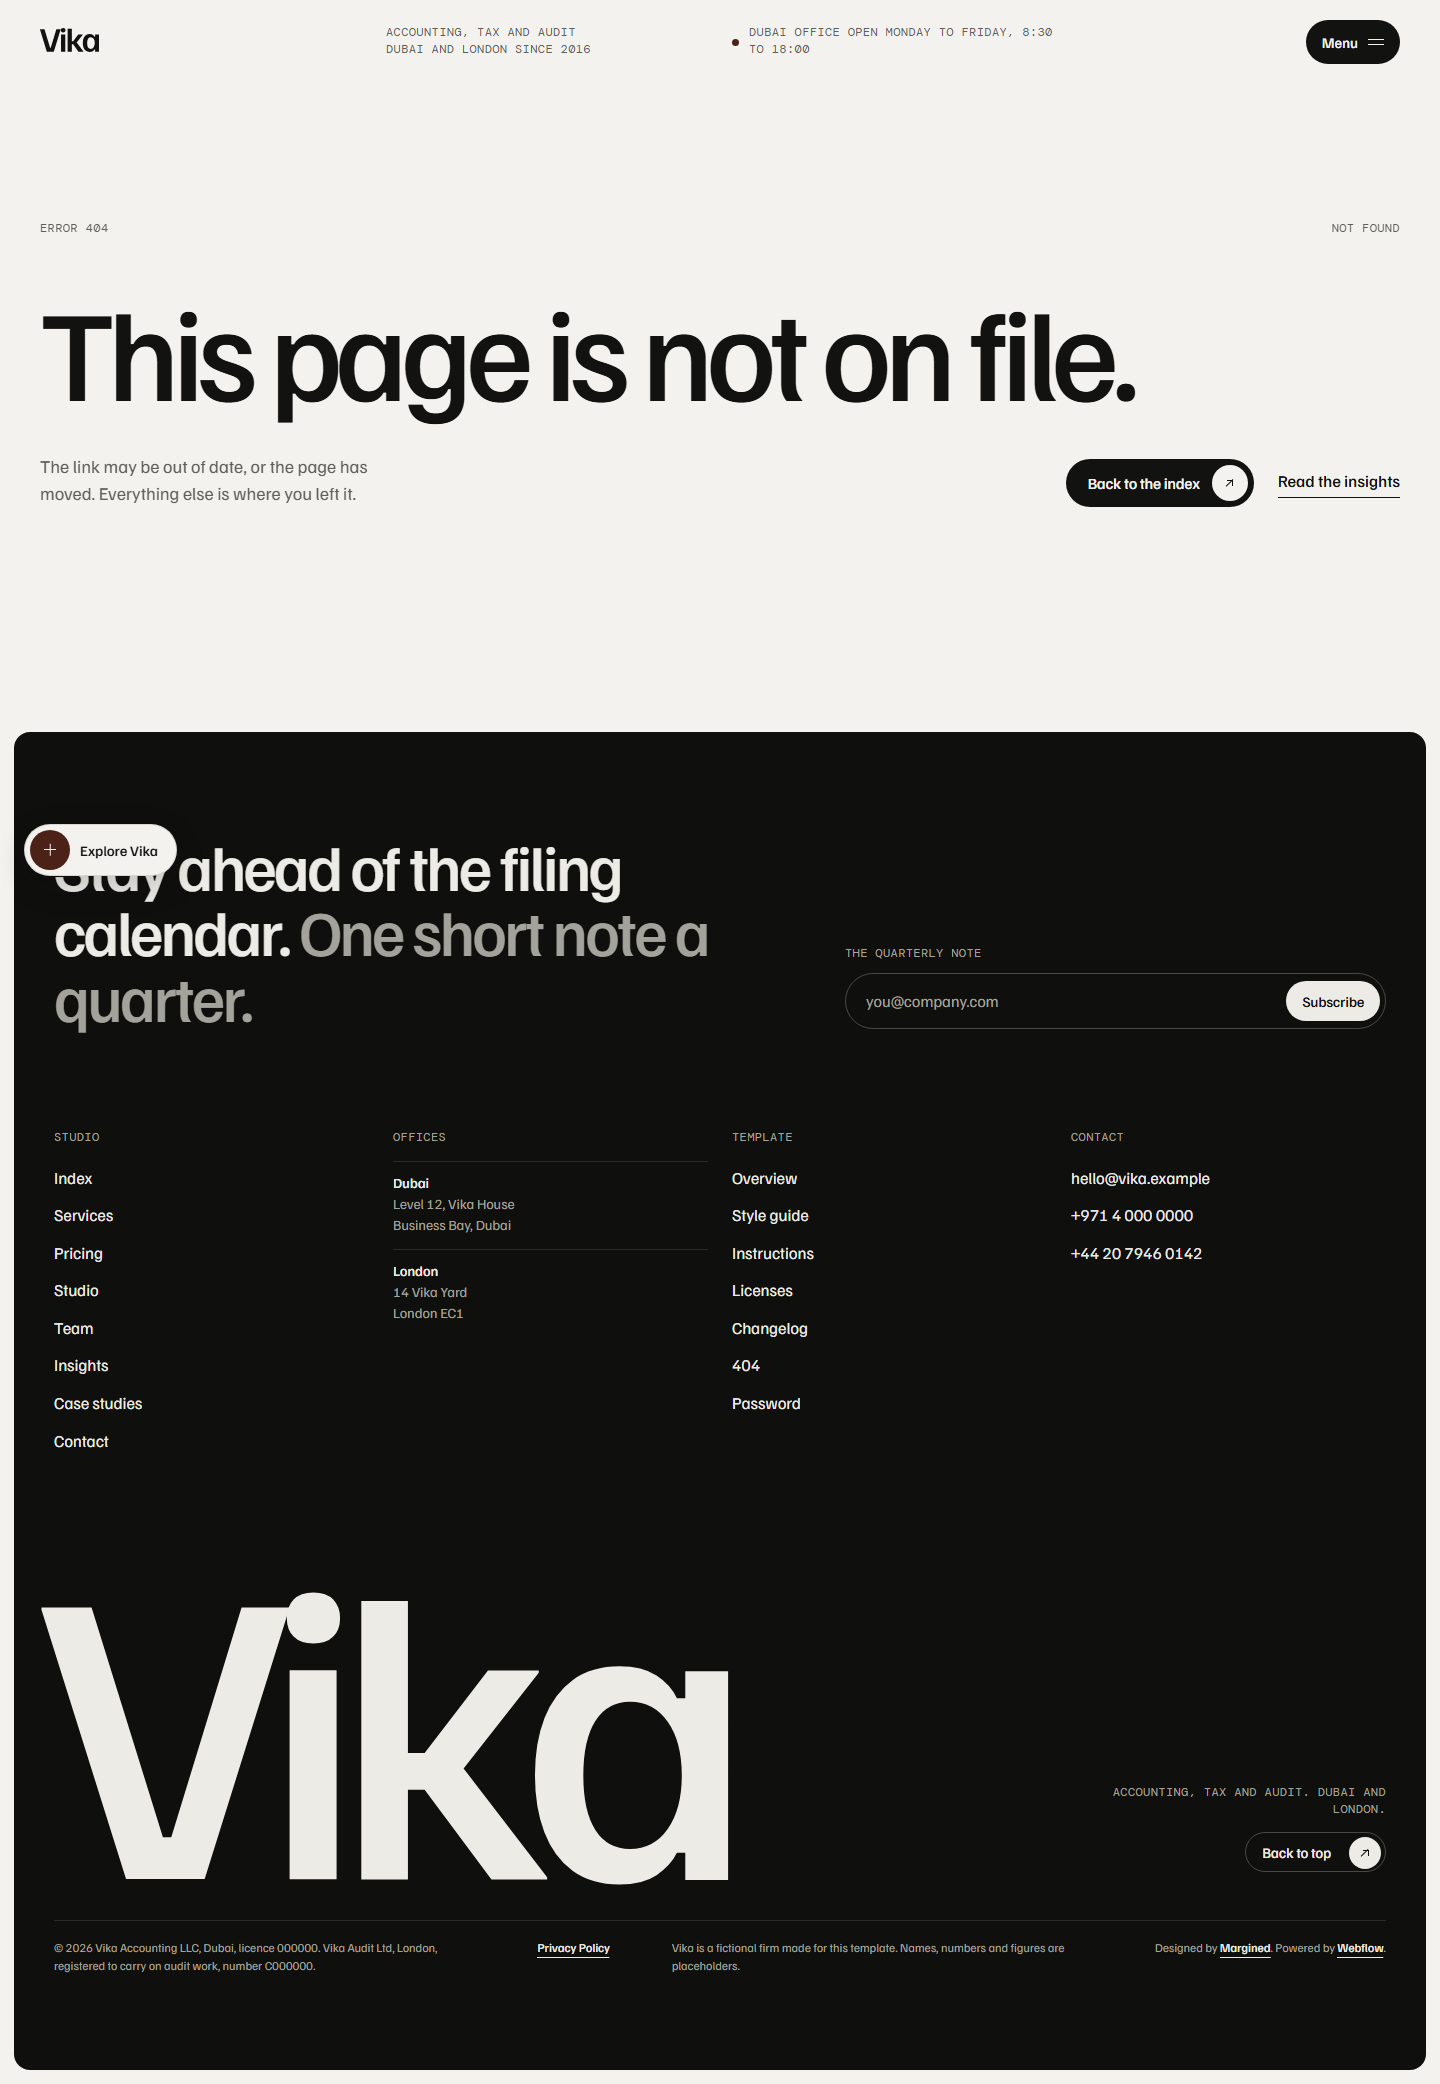 Vika
ACCOUNTING, TAX AND AUDIT
DUBAI AND LONDON SINCE 2016
DUBAI OFFICE OPEN MONDAY TO FRIDAY, 8:30
TO 18:00
Menu
ERROR 404
NOT FOUND
This page is not on file.
The link may be out of date, or the page has
moved. Everything else is where you left it.
Back to the index
Read the insights
Explore Vika
Stay ahead of the filing
calendar. One short note a
quarter.
THE QUARTERLY NOTE
you@company.com
Subscribe
STUDIO
Index
Services
Pricing
Studio
Team
Insights
Case studies
Contact
OFFICES
Dubai
Level 12, Vika House
Business Bay, Dubai
London
14 Vika Yard
London EC1
TEMPLATE
Overview
Style guide
Instructions
Licenses
Changelog
404
Password
CONTACT
hello@vika.example
+971 4 000 0000
+44 20 7946 0142
Vika
ACCOUNTING, TAX AND AUDIT. DUBAI AND
LONDON.
Back to top
© 2026 Vika Accounting LLC, Dubai, licence 000000. Vika Audit Ltd, London,
registered to carry on audit work, number C000000.
Privacy Policy
Vika is a fictional firm made for this template. Names, numbers and figures are
placeholders.
Designed by Margined. Powered by Webflow.